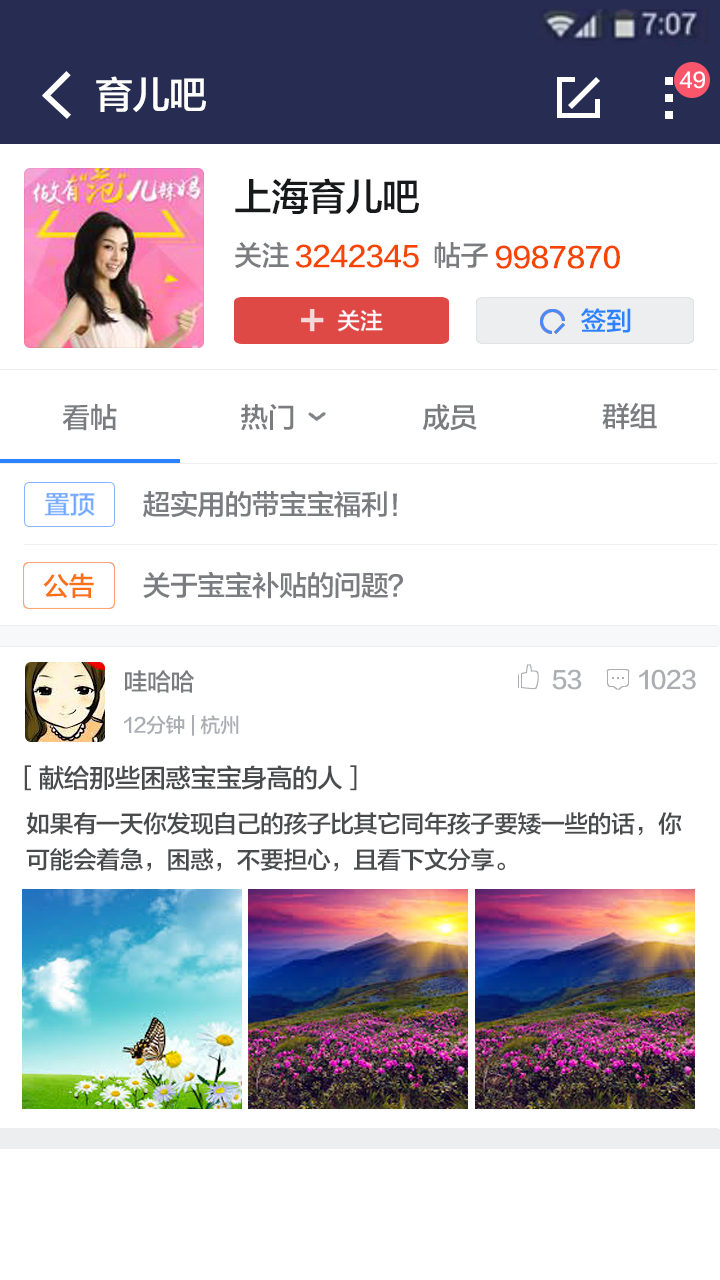 7:07
育儿吧
49
做有"范"儿辣妈
上海育儿吧
关注 3242345 帖子 9987870
关注 签到
看帖 热门 成员 群组
置顶 超实用的带宝宝福利！
公告 关于宝宝补贴的问题？
哇哈哈 53 1023
12分钟 | 杭州
[ 献给那些困惑宝宝身高的人 ]
如果有一天你发现自己的孩子比其它同年孩子要矮一些的话，你
可能会着急，困惑，不要担心，且看下文分享。